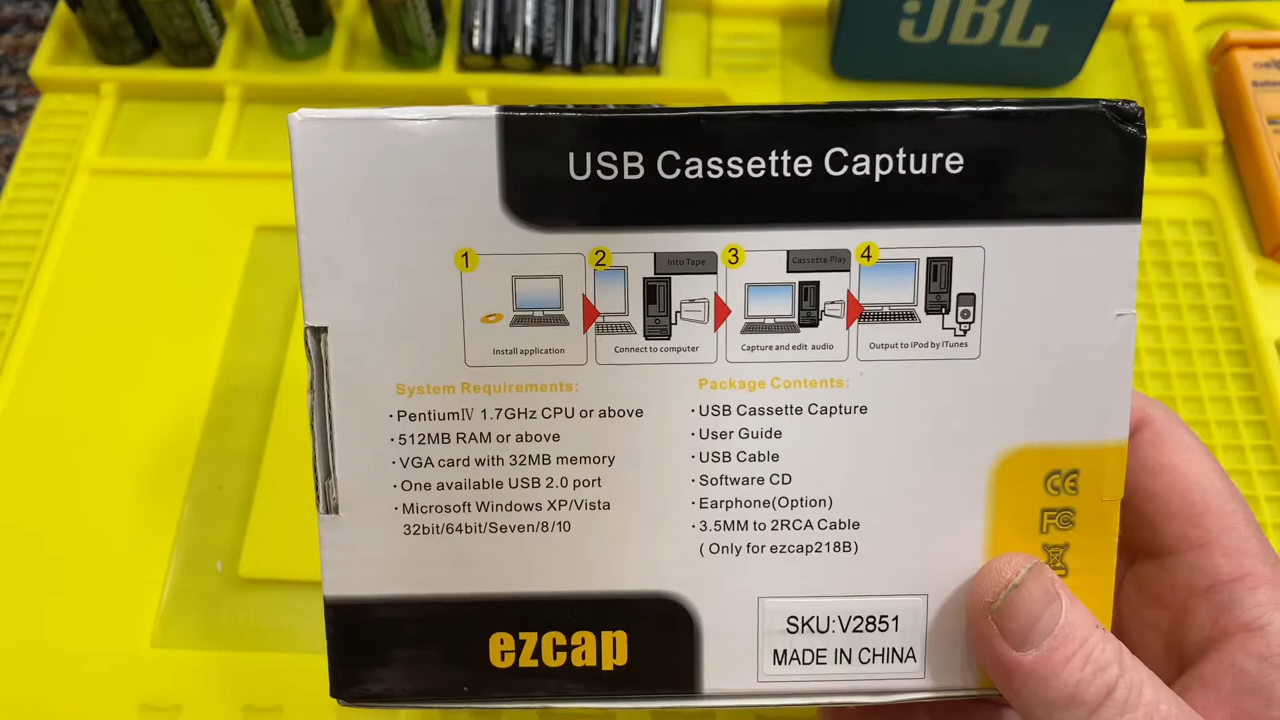 JBL
USB Cassette Capture
1
2
3
4
Into Tape
Cassette Play
Install application
Connect to computer
Capture and edit audio
Output to iPod by iTunes
System Requirements:
·PentiumⅣ 1.7GHz CPU or above
·512MB RAM or above
·VGA card with 32MB memory
·One available USB 2.0 port
·Microsoft Windows XP/Vista
32bit/64bit/Seven/8/10
Package Contents:
·USB Cassette Capture
·User Guide
·USB Cable
·Software CD
·Earphone(Option)
·3.5MM to 2RCA Cable
( Only for ezcap218B)
CE
FC
ezcap
SKU:V2851
MADE IN CHINA